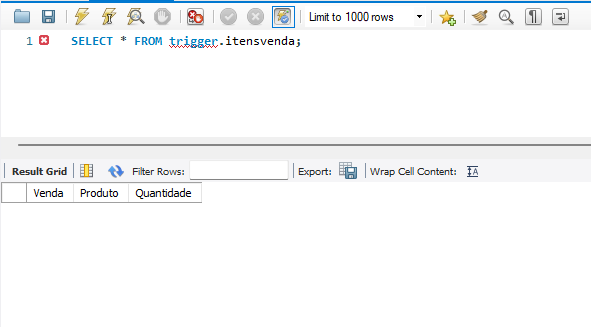 Limit to 1000 rows
1 SELECT * FROM trigger.itensvenda;
Result Grid Filter Rows: Export: Wrap Cell Content: IA
Venda Produto Quantidade